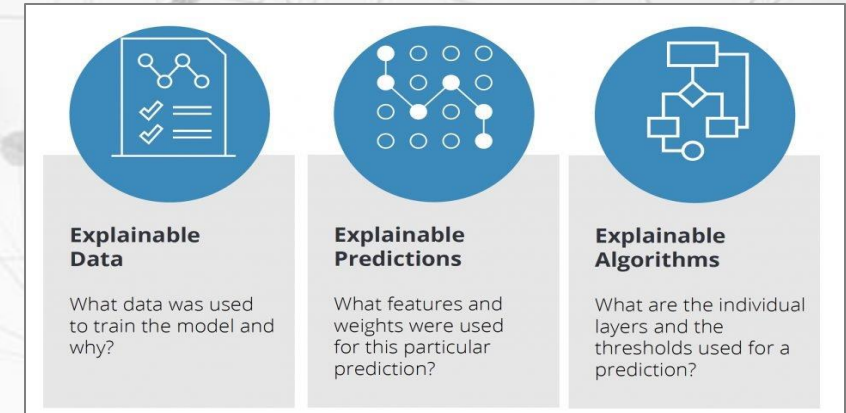 Explainable
Data
What data was used
to train the model and
why?
Explainable
Predictions
What features and
weights were used
for this particular
prediction?
Explainable
Algorithms
What are the individual
layers and the
thresholds used for a
prediction?